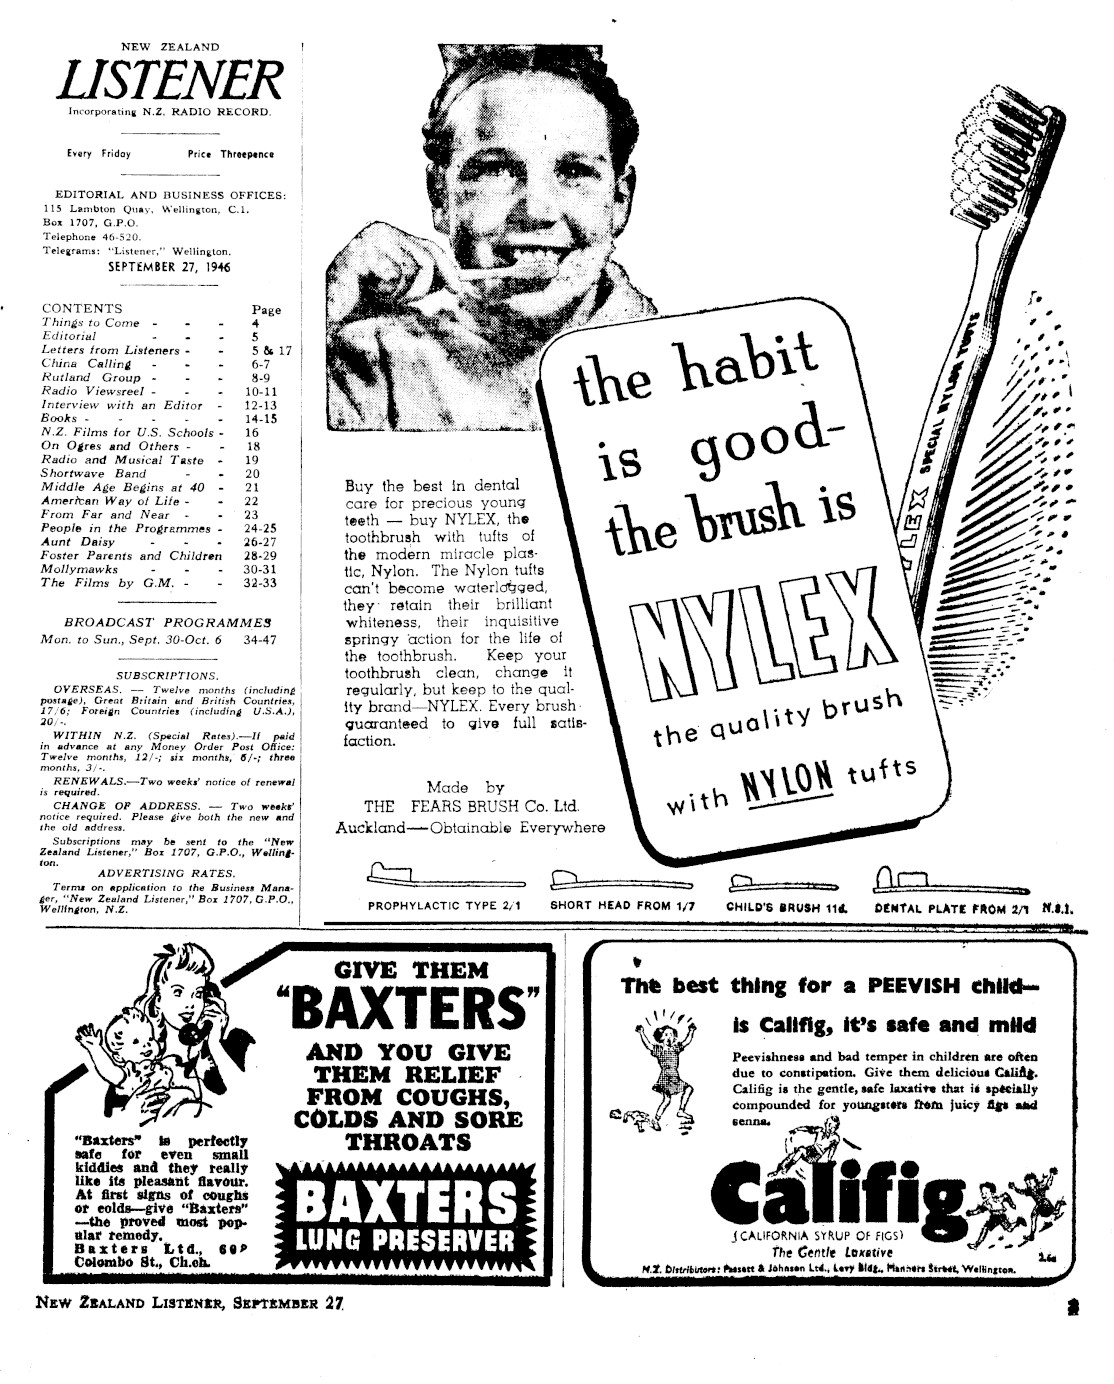 NEW ZEALAND
LISTENER
Incorporating N.Z. RADIO RECORD.
Every Friday Price Threepence
EDITORIAL AND BUSINESS OFFICES:
115 Lambton Quay, Wellington, C.1.
Box 1707, G.P.O.
Telephone 46-520.
Telegrams: "Listener," Wellington.
SEPTEMBER 27, 1946
CONTENTS Page
Things to Come - - - 4
Editorial - - - 5
Letters from Listeners - - 5 & 17
China Calling - - - 6-7
Rutland Group - - - 8-9
Radio Viewsreel - - - 10-11
Interview with an Editor - 12-13
Books - - - - - 14-15
N.Z. Films for U.S. Schools - 16
On Ogres and Others - - 18
Radio and Musical Taste - 19
Shortwave Band - - 20
Middle Age Begins at 40 - 21
American Way of Life - - 22
From Far and Near - - 23
People in the Programmes - 24-25
Aunt Daisy - - - 26-27
Foster Parents and Children 28-29
Mollymawks - - - 30-31
The Films by G.M. - - 32-33
BROADCAST PROGRAMMES
Mon. to Sun., Sept. 30-Oct. 6 34-47
SUBSCRIPTIONS.
OVERSEAS. — Twelve months (including
postage), Great Britain and British Countries,
17/6; Foreign Countries (including U.S.A.),
20/-.
WITHIN N.Z. (Special Rates).—If paid
in advance at any Money Order Post Office:
Twelve months, 12/-; six months, 6/-; three
months, 3/-.
RENEWALS.—Two weeks' notice of renewal
is required.
CHANGE OF ADDRESS. — Two weeks'
notice required. Please give both the new and
the old address.
Subscriptions may be sent to the "New
Zealand Listener," Box 1707, G.P.O., Welling-
ton.
ADVERTISING RATES.
Terms on application to the Business Mana-
ger, "New Zealand Listener," Box 1707, G.P.O.,
Wellington, N.Z.
the habit
is good-
the brush is
NYLEX
the quality brush
with NYLON tufts
NYLEX SPECIAL NYLON TUFTS
Buy the best in dental
care for precious young
teeth — buy NYLEX, the
toothbrush with tufts of
the modern miracle plas-
tic, Nylon. The Nylon tufts
can't become waterlogged,
they retain their brilliant
whiteness, their inquisitive
springy action for the life of
the toothbrush. Keep your
toothbrush clean, change it
regularly, but keep to the qual-
ity brand—NYLEX. Every brush
guaranteed to give full satis-
faction.
Made by
THE FEARS BRUSH Co. Ltd.
Auckland—Obtainable Everywhere
PROPHYLACTIC TYPE 2/1 SHORT HEAD FROM 1/7 CHILD'S BRUSH 11d. DENTAL PLATE FROM 2/1 N.8.1.
GIVE THEM
"BAXTERS"
AND YOU GIVE
THEM RELIEF
FROM COUGHS,
COLDS AND SORE
THROATS
"Baxters" is perfectly
safe for even small
kiddies and they really
like its pleasant flavour.
At first signs of coughs
or colds—give "Baxters"
—the proved most pop-
ular remedy.
Baxters Ltd., 60
Colombo St., Ch.ch.
BAXTERS
LUNG PRESERVER
The best thing for a PEEVISH child—
is Califig, it's safe and mild
Peevishness and bad temper in children are often
due to constipation. Give them delicious Califig.
Califig is the gentle, safe laxative that is specially
compounded for youngsters from juicy figs and
senna.
Califig
(CALIFORNIA SYRUP OF FIGS)
The Gentle Laxative
2.6a
N.Z. Distributors: Fassett & Johnson Ltd., Levy Bldg., Manners Street, Wellington.
NEW ZEALAND LISTENER, SEPTEMBER 27